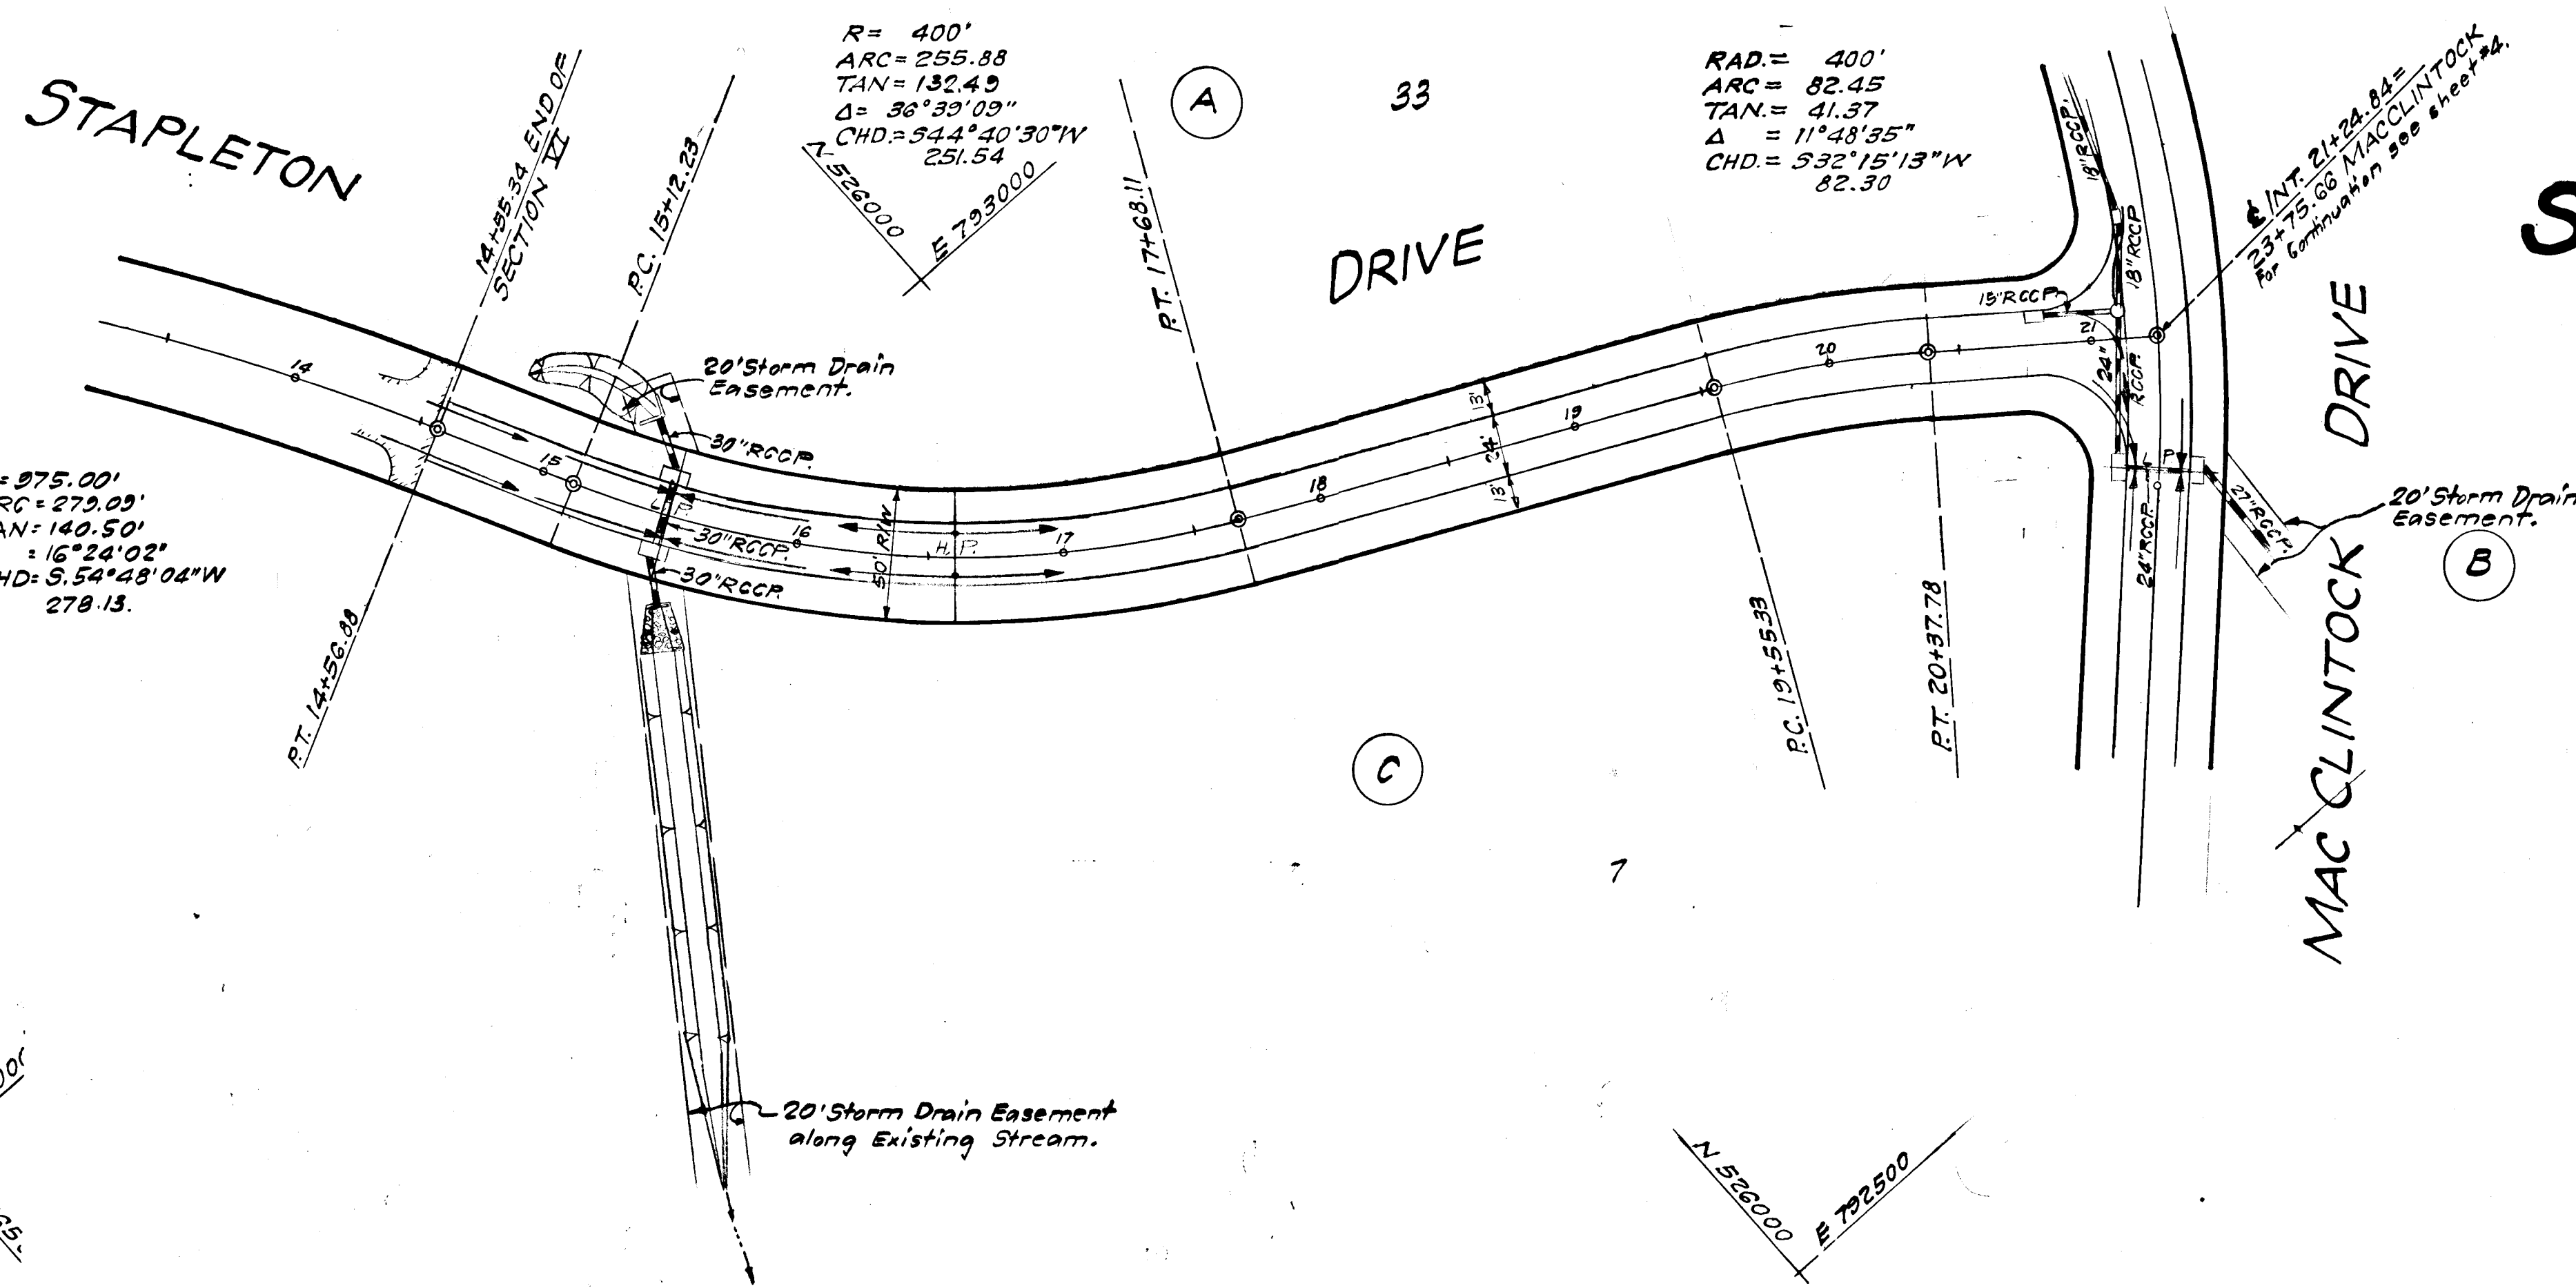 STAPLETON
14+55.34 END OF
SECTION VI
P.C. 15+12.23
R= 400'
ARC= 255.88
TAN= 132.49
Δ= 36°39'09"
CHD.= S44°40'30"W
251.54
N 526000
E 793000
A
33
P.T. 17+68.11
DRIVE
RAD.= 400'
ARC= 82.45
TAN.= 41.37
Δ = 11°48'35"
CHD.= S32°15'13"W
82.30
18"RCCP.
18"RCCP
15"RCCP
24"
RCCP.
℄ INT. 21+24.84=
23+75.66 MACCLINTOCK
For Continuation see sheet #4.
S
14
15
16
17
18
19
20
21
20' Storm Drain
Easement.
30"RCCP.
L.P.
30"RCCP.
30"RCCP.
50' R/W
H.P.
13'
24'
13'
= 975.00'
RC = 279.09'
AN = 140.50'
= 16°24'02"
HD= S.54°48'04"W
278.13.
P.T. 14+56.88
P.C. 19+55.33
P.T. 20+37.78
L P
24"RCCP.
27"RCCP.
20' Storm Drain
Easement.
B
MAC CLINTOCK DRIVE
C
7
20' Storm Drain Easement
along Existing Stream.
N 526000
E 792500